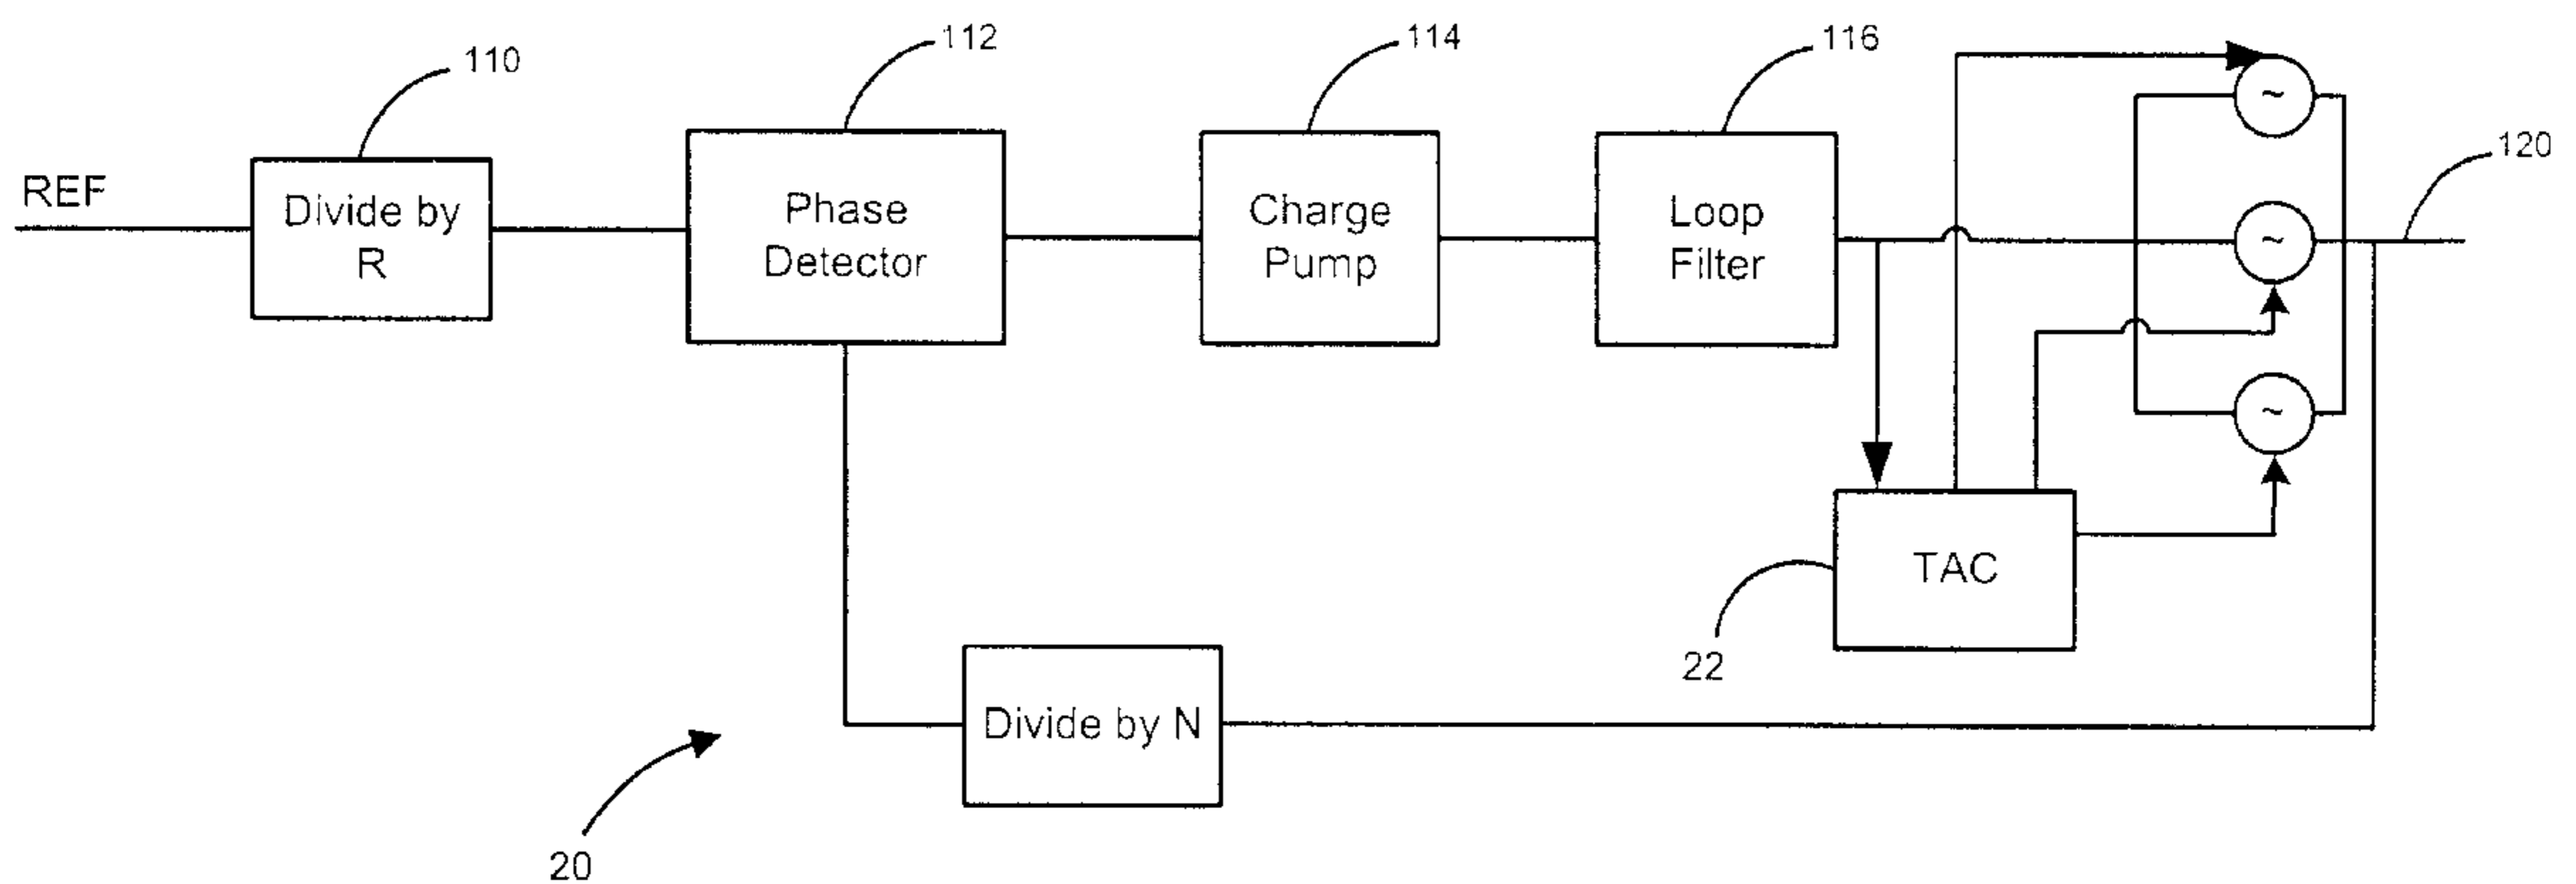 110
112
114
116
120
REF
Divide by
R
Phase
Detector
Charge
Pump
Loop
Filter
~
~
~
TAC
22
Divide by N
20